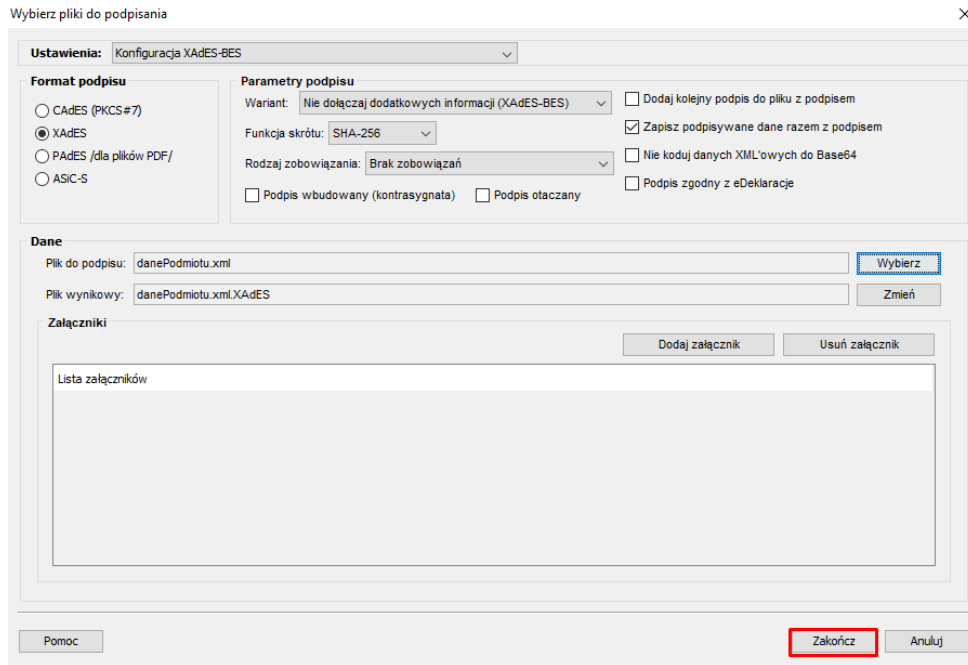 Wybierz pliki do podpisania
Ustawienia: Konfiguracja XAdES-BES
Format podpisu
CAdES (PKCS#7)
XAdES
PAdES /dla plików PDF/
ASiC-S
Parametry podpisu
Wariant: Nie dołączaj dodatkowych informacji (XAdES-BES)
Funkcja skrótu: SHA-256
Rodzaj zobowiązania: Brak zobowiązań
Podpis wbudowany (kontrasygnata) Podpis otaczany
Dodaj kolejny podpis do pliku z podpisem
Zapisz podpisywane dane razem z podpisem
Nie koduj danych XML'owych do Base64
Podpis zgodny z eDeklaracje
Dane
Plik do podpisu: danePodmiotu.xml Wybierz
Plik wynikowy: danePodmiotu.xml.XAdES Zmień
Załączniki
Dodaj załącznik Usuń załącznik
Lista załączników
Pomoc Zakończ Anuluj